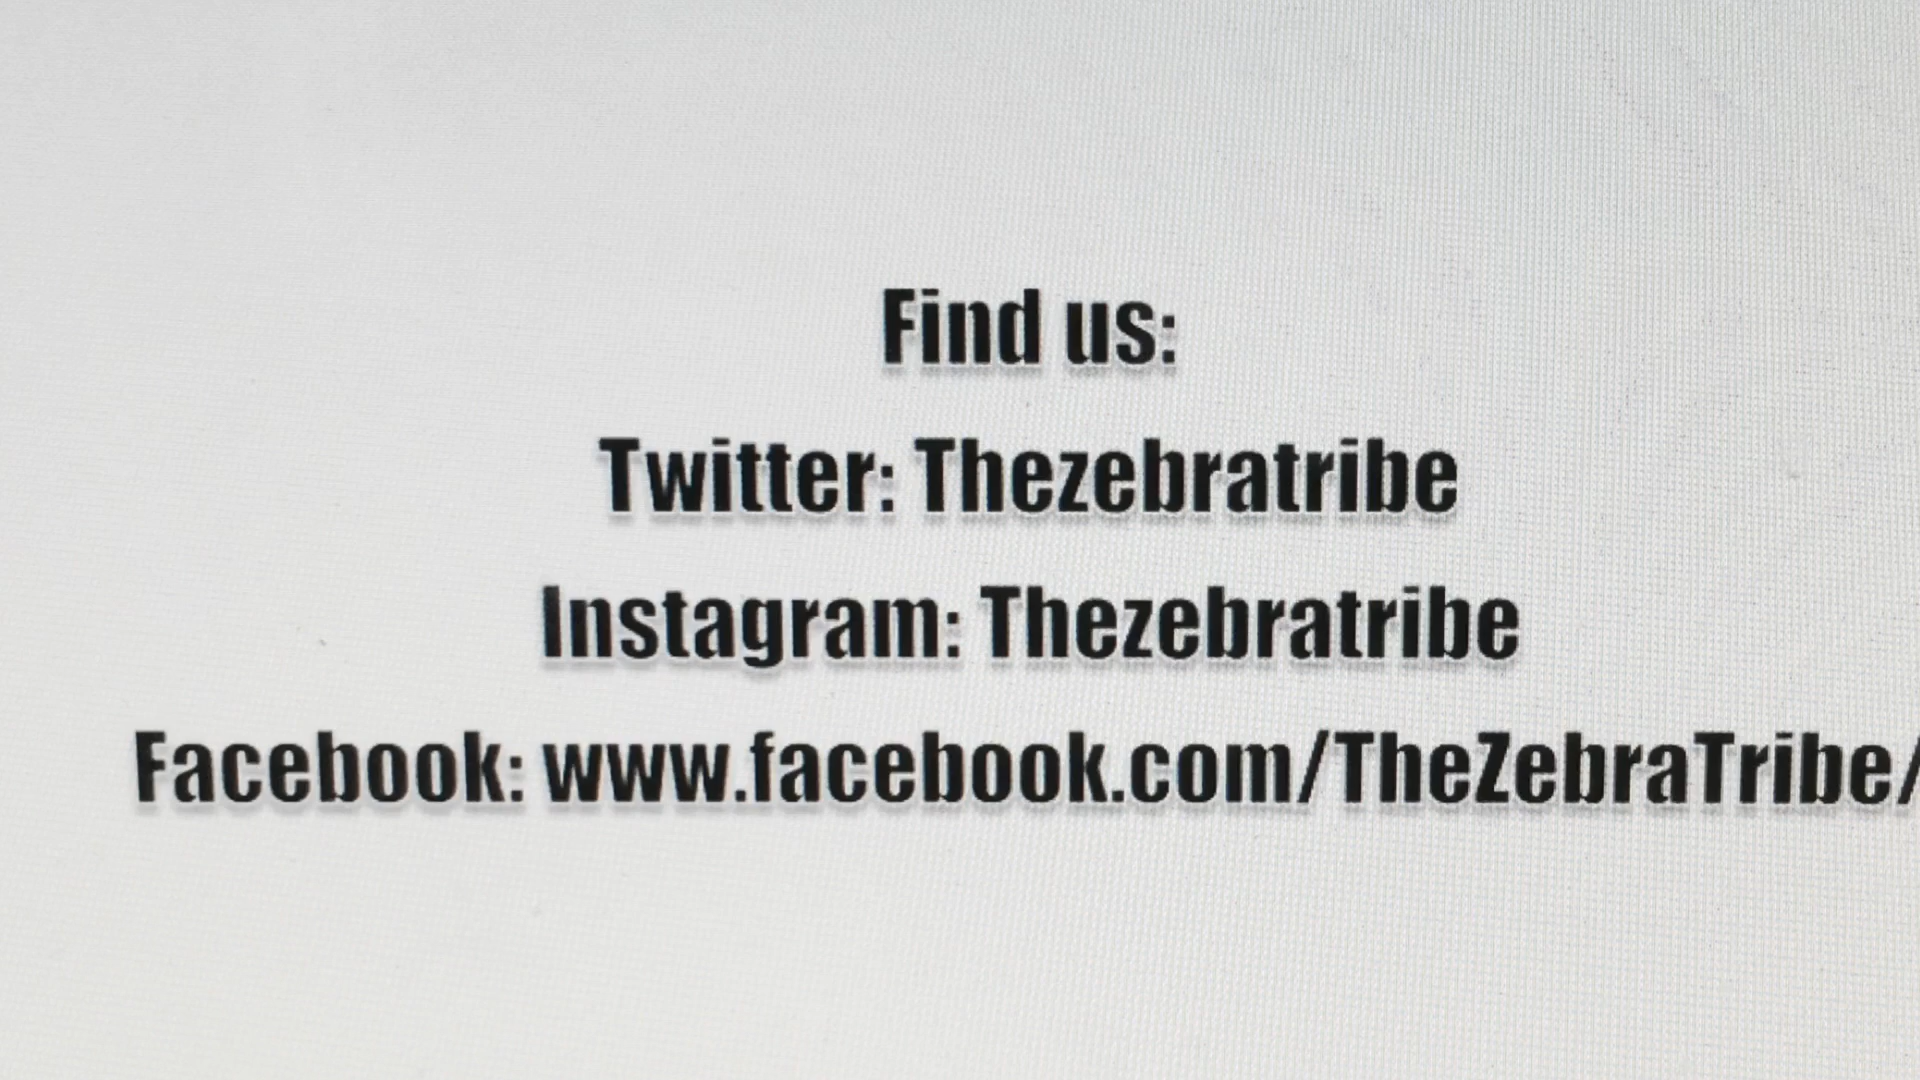 Find us:
Twitter: Thezebratribe
Instagram: Thezebratribe
Facebook: www.facebook.com/TheZebraTribe/